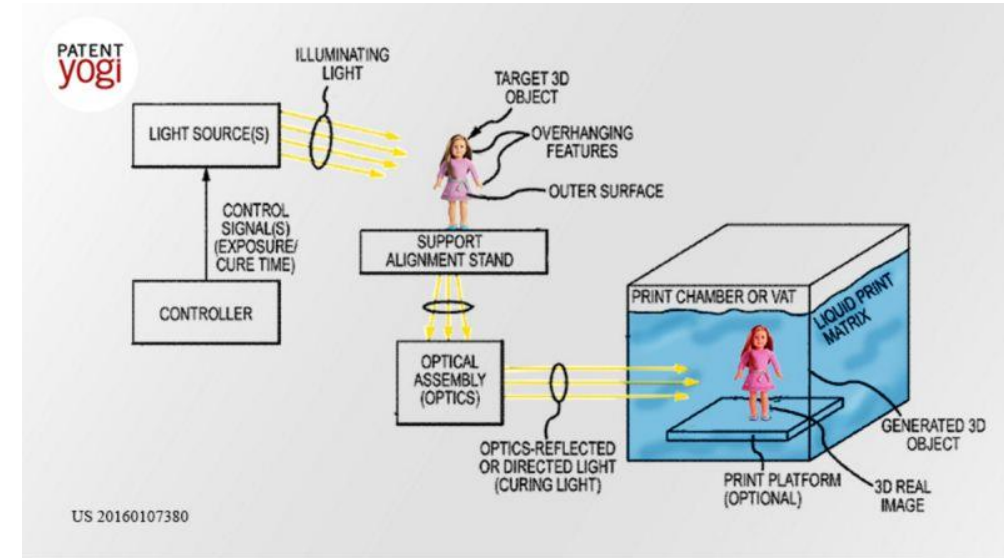 PATENT
yogi
ILLUMINATING
LIGHT
TARGET 3D
OBJECT
LIGHT SOURCE(S)
OVERHANGING
FEATURES
OUTER SURFACE
CONTROL
SIGNAL(S)
(EXPOSURE/
CURE TIME)
SUPPORT
ALIGNMENT STAND
CONTROLLER
PRINT CHAMBER OR VAT
LIQUID PRINT
MATRIX
OPTICAL
ASSEMBLY
(OPTICS)
GENERATED 3D
OBJECT
OPTICS-REFLECTED
OR DIRECTED LIGHT
(CURING LIGHT)
PRINT PLATFORM
(OPTIONAL)
3D REAL
IMAGE
US 20160107380